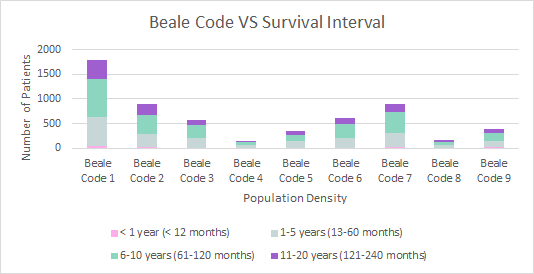 Beale Code VS Survival Interval
2000
1500
1000
500
0
Number of Patients
Beale Code 1
Beale Code 2
Beale Code 3
Beale Code 4
Beale Code 5
Beale Code 6
Beale Code 7
Beale Code 8
Beale Code 9
Population Density
< 1 year (< 12 months)
1-5 years (13-60 months)
6-10 years (61-120 months)
11-20 years (121-240 months)